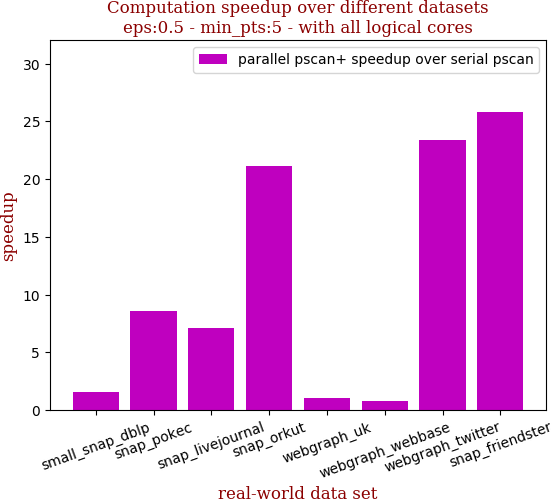 Computation speedup over different datasets
eps:0.5 - min_pts:5 - with all logical cores
parallel pscan+ speedup over serial pscan
speedup
30
25
20
15
10
5
0
small_snap_dblp
snap_pokec
snap_livejournal
snap_orkut
webgraph_uk
webgraph_webbase
webgraph_twitter
snap_friendster
real-world data set